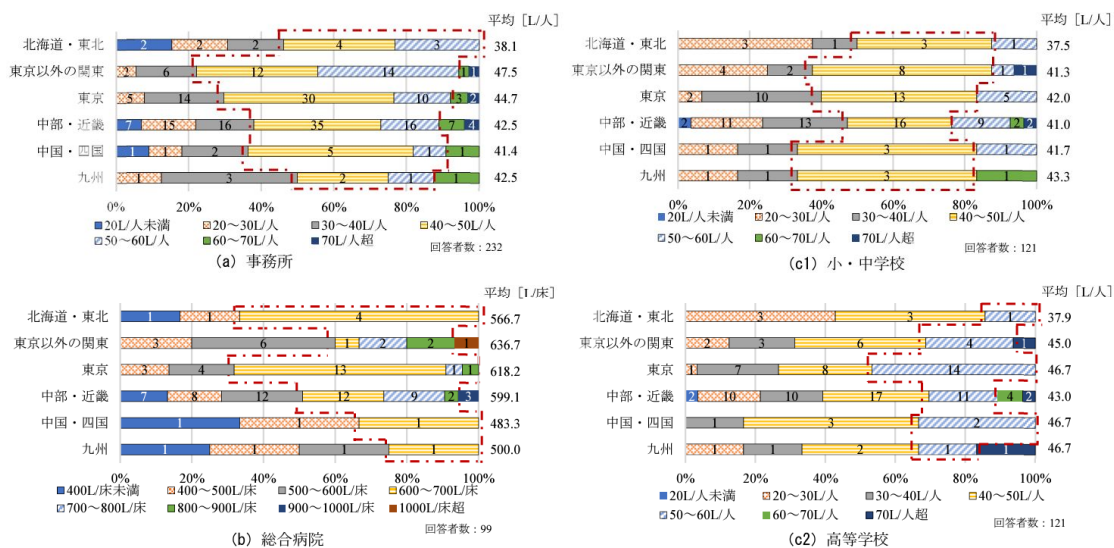 平均［L/人］
北海道・東北 2 2 2 4 3 38.1
東京以外の関東 2 6 12 14 1 1 47.5
東京 5 14 30 10 3 2 44.7
中部・近畿 7 15 16 35 16 7 4 42.5
中国・四国 1 1 2 5 1 1 41.4
九州 1 3 2 1 1 42.5
0% 20% 40% 60% 80% 100%
20L/人未満 20～30L/人 30～40L/人 40～50L/人
50～60L/人 60～70L/人 70L/人超
回答者数：232
(a) 事務所
平均［L/人］
北海道・東北 3 1 3 1 37.5
東京以外の関東 4 2 8 1 1 41.3
東京 2 10 13 5 42.0
中部・近畿 2 11 13 16 9 2 2 41.0
中国・四国 1 1 3 1 41.7
九州 1 1 3 1 43.3
0% 20% 40% 60% 80% 100%
20L/人未満 20～30L/人 30～40L/人 40～50L/人
50～60L/人 60～70L/人 70L/人超
回答者数：121
(c1) 小・中学校
平均［L/床］
北海道・東北 1 1 4 566.7
東京以外の関東 3 6 1 2 2 1 636.7
東京 3 4 13 1 1 618.2
中部・近畿 7 8 12 12 9 2 3 599.1
中国・四国 1 1 1 483.3
九州 1 1 1 1 500.0
0% 20% 40% 60% 80% 100%
400L/床未満 400～500L/床 500～600L/床 600～700L/床
700～800L/床 800～900L/床 900～1000L/床 1000L/床超
回答者数：99
(b) 総合病院
平均［L/人］
北海道・東北 3 3 1 37.9
東京以外の関東 2 3 6 4 1 45.0
東京 1 7 8 14 46.7
中部・近畿 2 10 10 17 11 4 2 43.0
中国・四国 1 3 2 46.7
九州 1 1 2 1 1 46.7
0% 20% 40% 60% 80% 100%
20L/人未満 20～30L/人 30～40L/人 40～50L/人
50～60L/人 60～70L/人 70L/人超
回答者数：121
(c2) 高等学校